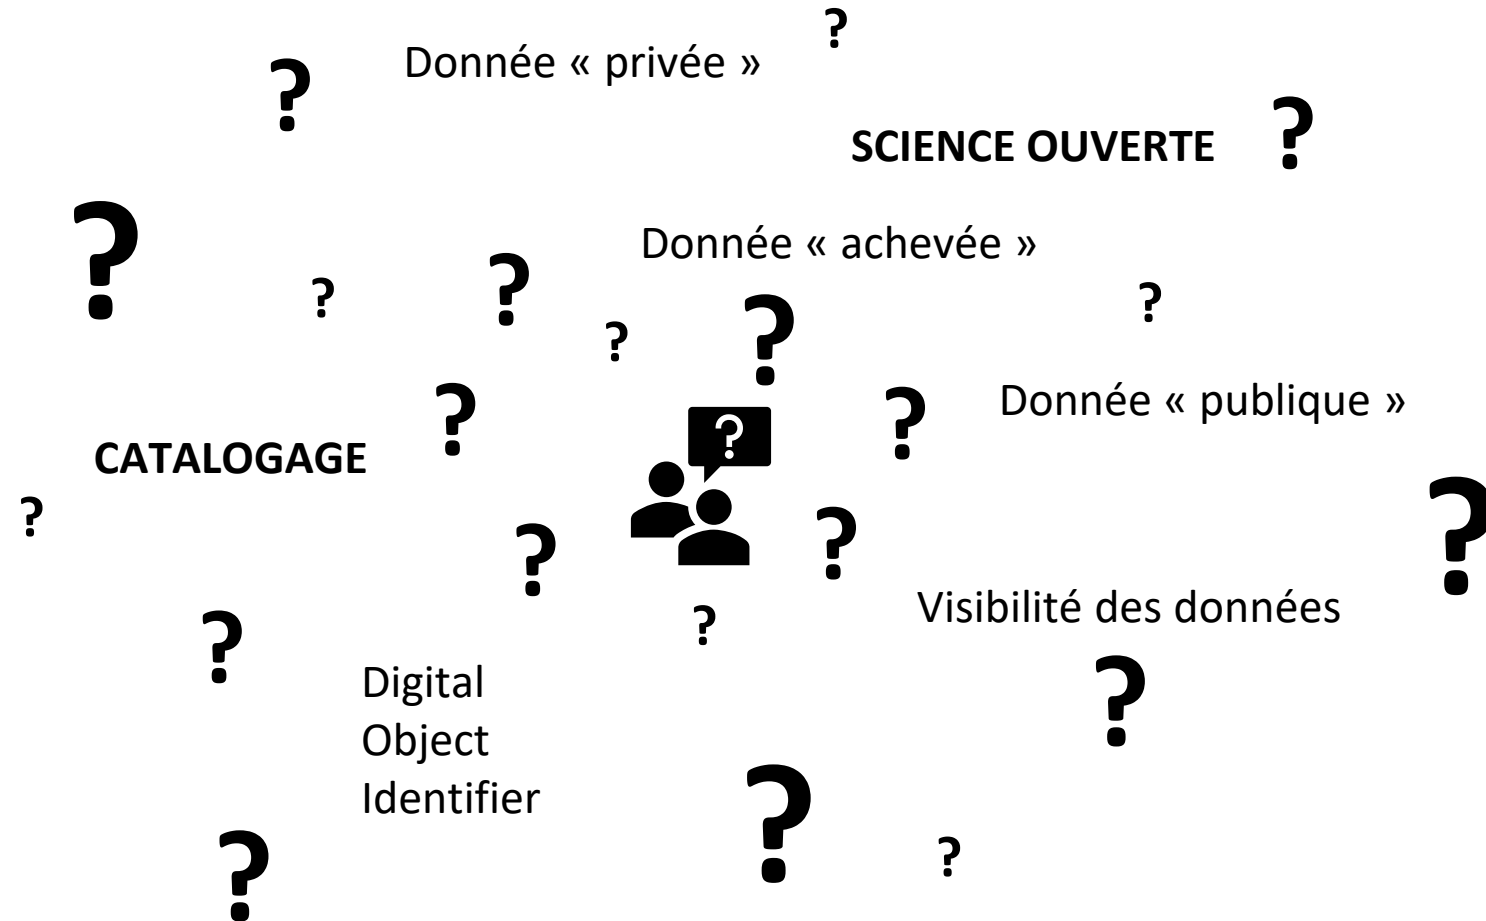 ?
Donnée « privée »
?
SCIENCE OUVERTE
?
?
Donnée « achevée »
?
?
?
?
?
?
Donnée « publique »
?
?
CATALOGAGE
?
?
?
?
?
Visibilité des données
?
?
?
Digital
Object
Identifier
?
?
?